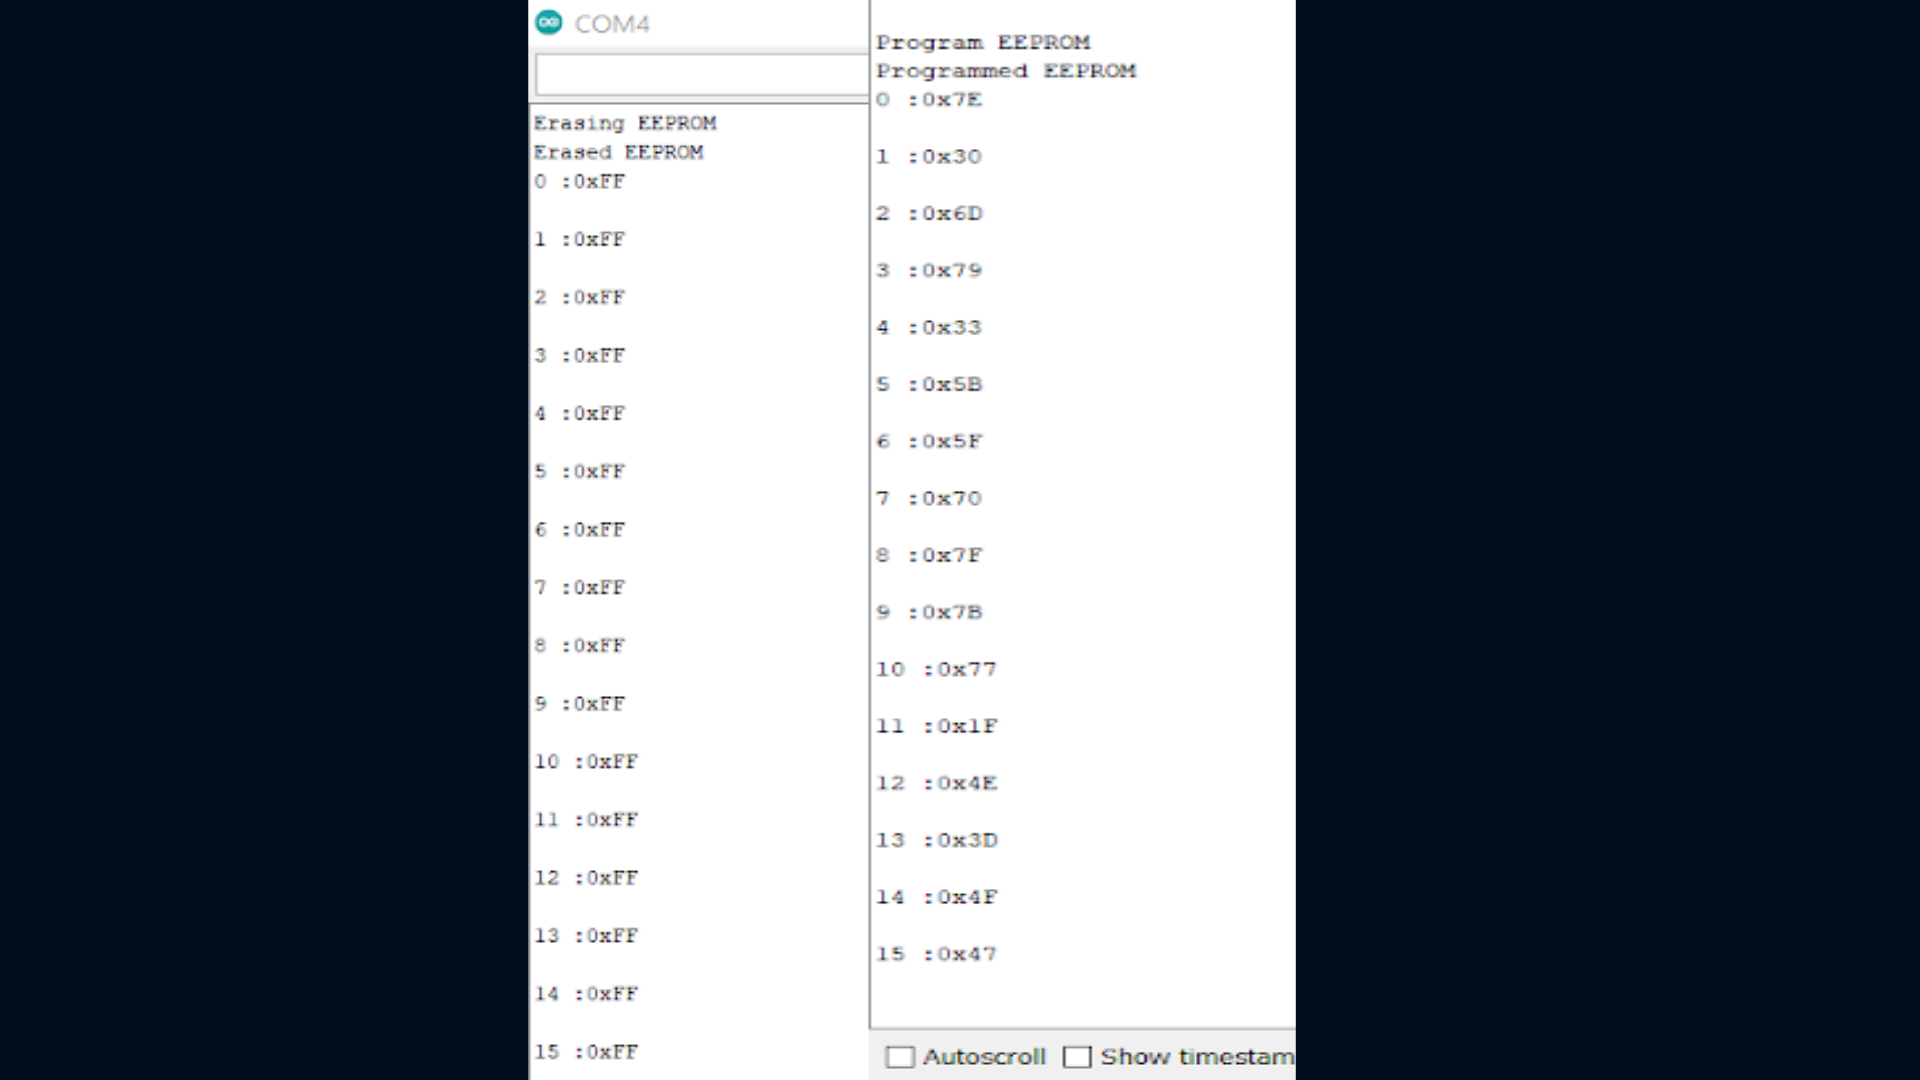 COM4
Erasing EEPROM
Erased EEPROM
0 :0xFF
1 :0xFF
2 :0xFF
3 :0xFF
4 :0xFF
5 :0xFF
6 :0xFF
7 :0xFF
8 :0xFF
9 :0xFF
10 :0xFF
11 :0xFF
12 :0xFF
13 :0xFF
14 :0xFF
15 :0xFF
Program EEPROM
Programmed EEPROM
0 :0x7E
1 :0x30
2 :0x6D
3 :0x79
4 :0x33
5 :0x5B
6 :0x5F
7 :0x70
8 :0x7F
9 :0x7B
10 :0x77
11 :0x1F
12 :0x4E
13 :0x3D
14 :0x4F
15 :0x47
Autoscroll Show timestam